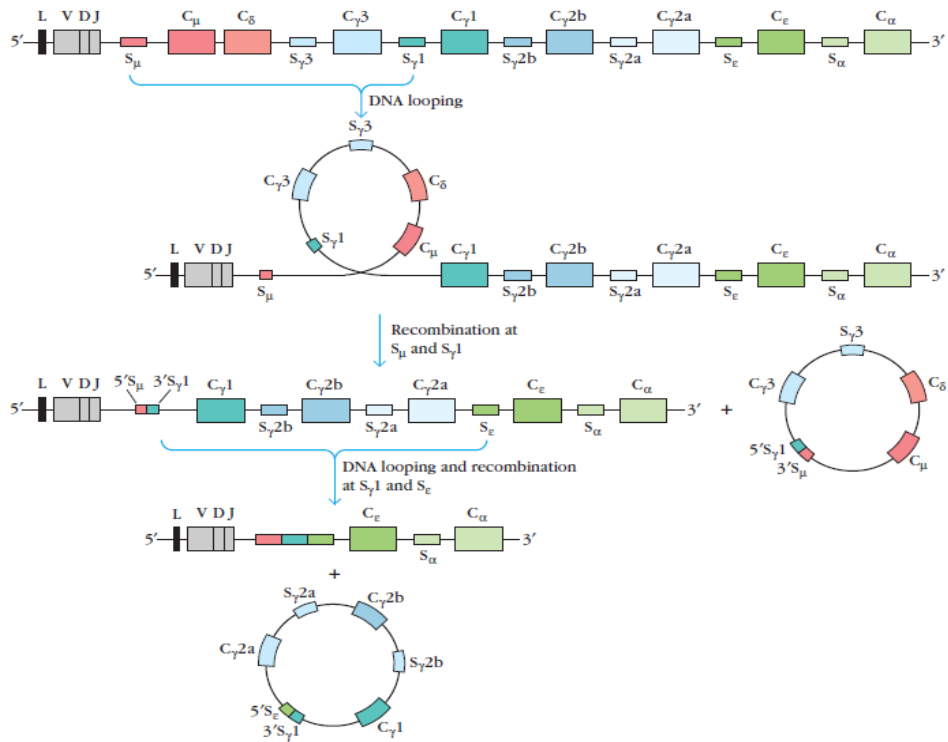 L V D J Cμ Cδ Cγ3 Cγ1 Cγ2b Cγ2a Cε Cα
5′ 3′
Sμ Sγ3 Sγ1 Sγ2b Sγ2a Sε Sα
DNA looping
Sγ3
Cγ3 Cδ
Sγ1 Cμ
L V D J Cγ1 Cγ2b Cγ2a Cε Cα
5′ 3′
Sμ Sγ2b Sγ2a Sε Sα
Recombination at
Sμ and Sγ1
L V D J 5′Sμ 3′Sγ1 Cγ1 Cγ2b Cγ2a Cε Cα
5′ 3′ +
Sγ2b Sγ2a Sε Sα
Sγ3
Cγ3 Cδ
5′Sγ1
3′Sμ Cμ
DNA looping and recombination
at Sγ1 and Sε
L V D J Cε Cα
5′ 3′
Sα
+
Sγ2a Cγ2b
Cγ2a Sγ2b
5′Sε
3′Sγ1 Cγ1